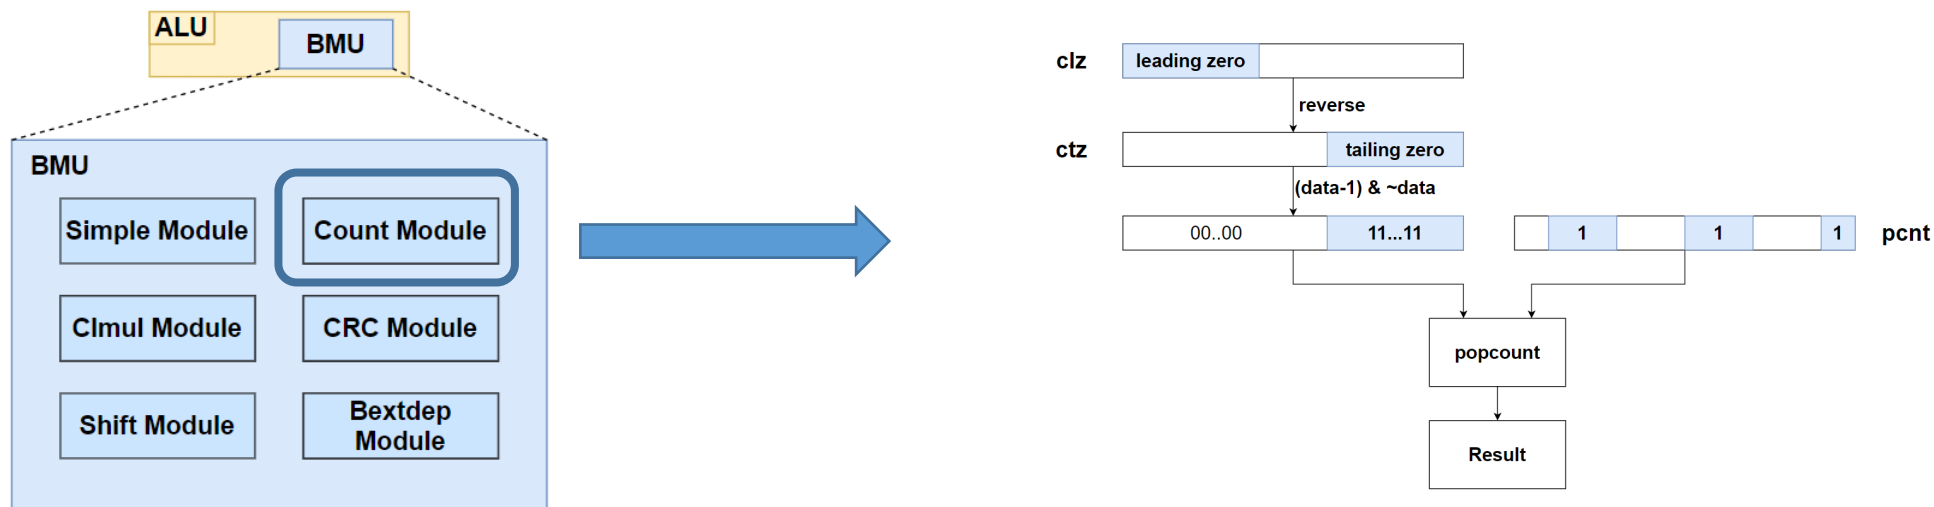 ALU
BMU
BMU
Simple Module
Count Module
Clmul Module
CRC Module
Shift Module
Bextdep
Module
clz
leading zero
reverse
ctz
tailing zero
(data-1) & ~data
00..00
11...11
1
1
1
pcnt
popcount
Result